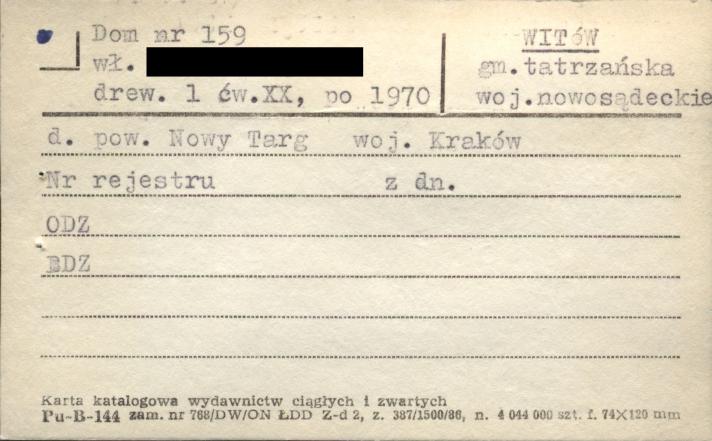 Dom nr 159
wł.
drew. 1 ćw.XX, po 1970
WITÓW
gm.tatrzańska
woj.nowosądeckie
d. pow. Nowy Targ woj. Kraków
Nr rejestru z dn.
ODZ
BDZ
Karta katalogowa wydawnictw ciągłych i zwartych
Pu-B-144 zam. nr 768/DW/ON ŁDD Z-d 2, z. 387/1500/86, n. 4 044 000 szt. f. 74X120 mm